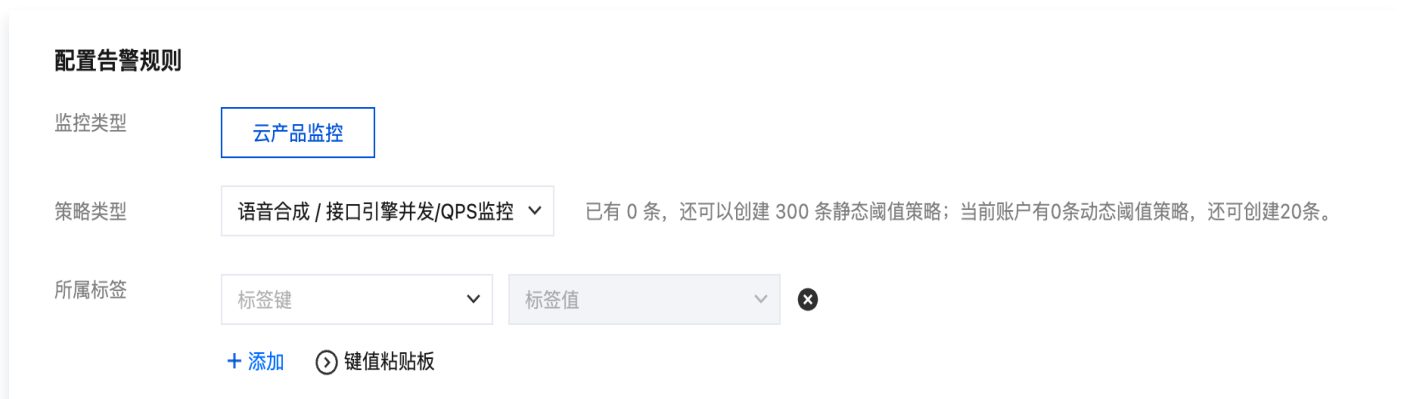 配置告警规则
监控类型 云产品监控
策略类型 语音合成 / 接口引擎并发/QPS监控 已有 0 条，还可以创建 300 条静态阈值策略；当前账户有0条动态阈值策略，还可创建20条。
所属标签 标签键 标签值
+ 添加 键值粘贴板